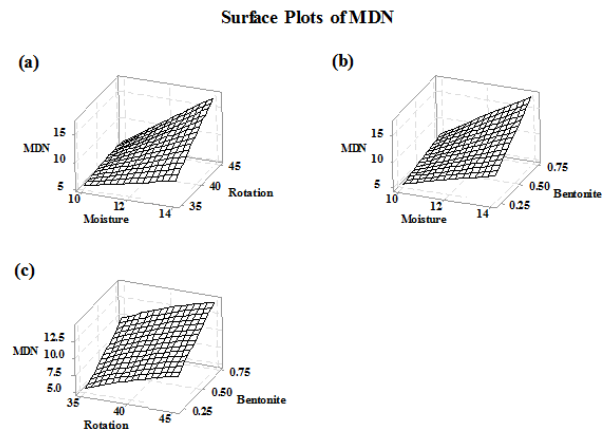 Surface Plots of MDN
(a)
15
MDN
10
5
10
12
14
Moisture
45
40
35
Rotation
(b)
15
MDN
10
5
10
12
14
Moisture
0.75
0.50
0.25
Bentonite
(c)
12.5
MDN
10.0
7.5
5.0
35
40
45
Rotation
0.75
0.50
0.25
Bentonite